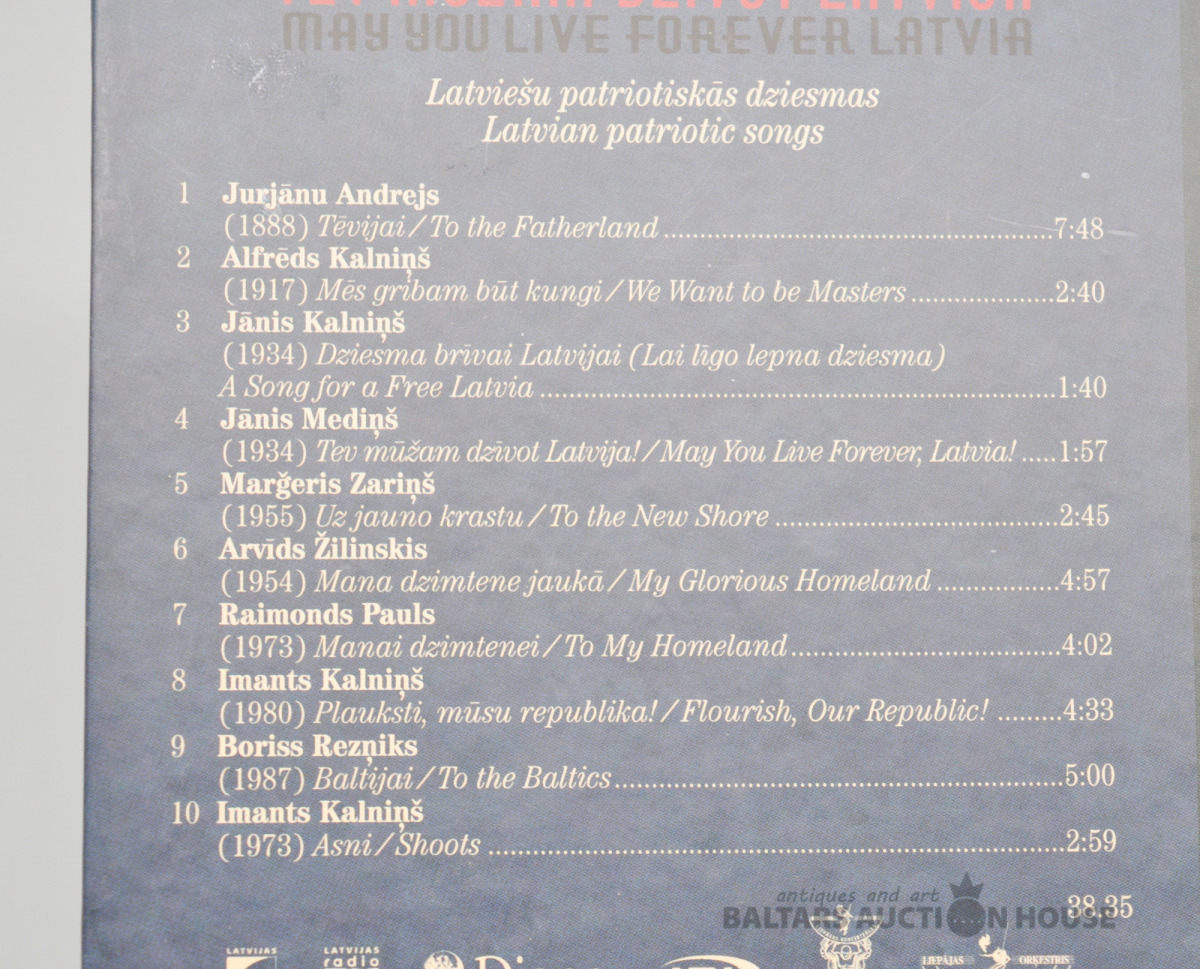 MAY YOU LIVE FOREVER LATVIA
Latviešu patriotiskās dziesmas
Latvian patriotic songs
1 Jurjānu Andrejs
(1888) Tēvijai / To the Fatherland ........ 7:48
2 Alfrēds Kalniņš
(1917) Mēs gribam būt kungi / We Want to be Masters ........ 2:40
3 Jānis Kalniņš
(1934) Dziesma brīvai Latvijai (Lai līgo lepna dziesma)
A Song for a Free Latvia ........ 1:40
4 Jānis Mediņš
(1934) Tev mūžam dzīvot Latvija! / May You Live Forever, Latvia! ..... 1:57
5 Marģeris Zariņš
(1955) Uz jauno krastu / To the New Shore ........ 2:45
6 Arvīds Žilinskis
(1954) Mana dzimtene jaukā / My Glorious Homeland ........ 4:57
7 Raimonds Pauls
(1973) Manai dzimtenei / To My Homeland ........ 4:02
8 Imants Kalniņš
(1980) Plauksti, mūsu republika! / Flourish, Our Republic! ......... 4:33
9 Boriss Rezņiks
(1987) Baltijai / To the Baltics ........ 5:00
10 Imants Kalniņš
(1973) Asni / Shoots ........ 2:59
38,35
antiques and art
BALTARS AUCTION HOUSE
LATVIJAS
LATVIJAS
radio
LIEPĀJAS ORĶESTRIS